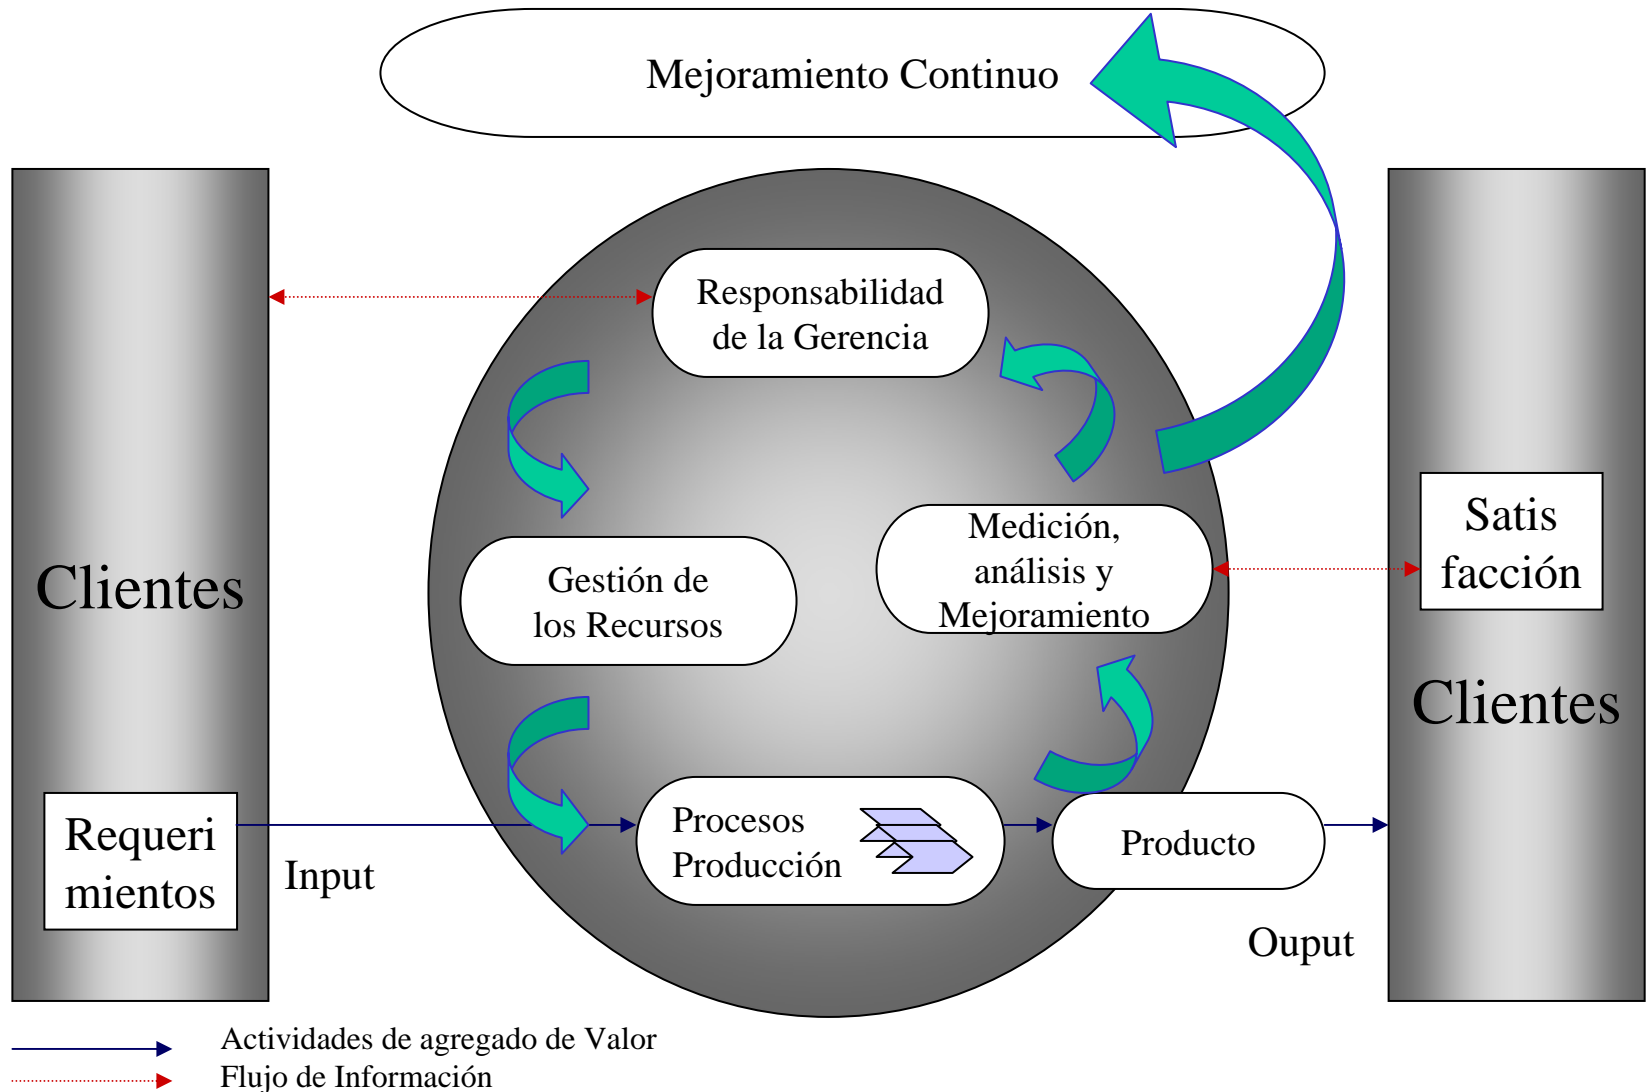 Mejoramiento Continuo
Responsabilidad
de la Gerencia
Medición,
análisis y
Mejoramiento
Satis
facción
Clientes
Gestión de
los Recursos
Clientes
Requeri
mientos
Input
Procesos
Producción
Producto
Ouput
Actividades de agregado de Valor
Flujo de Información